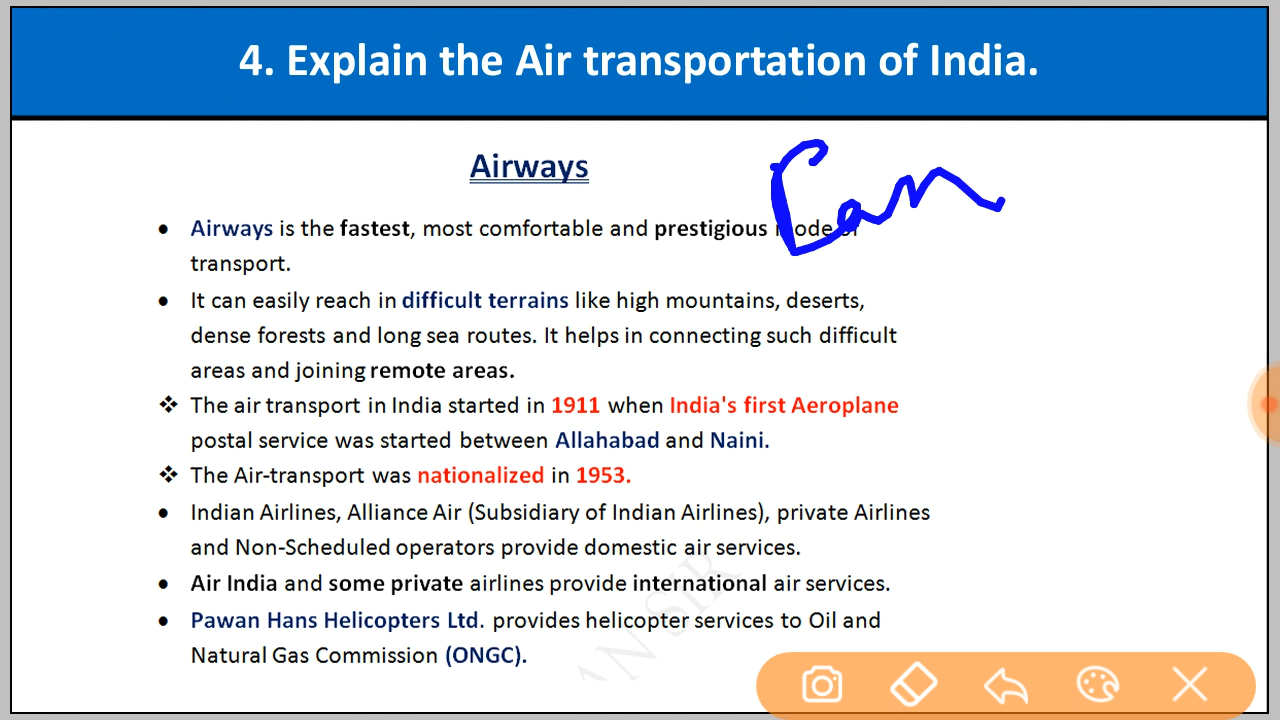 4. Explain the Air transportation of India.
Airways
• Airways is the fastest, most comfortable and prestigious mode of
transport.
• It can easily reach in difficult terrains like high mountains, deserts,
dense forests and long sea routes. It helps in connecting such difficult
areas and joining remote areas.
❖ The air transport in India started in 1911 when India's first Aeroplane
postal service was started between Allahabad and Naini.
❖ The Air-transport was nationalized in 1953.
• Indian Airlines, Alliance Air (Subsidiary of Indian Airlines), private Airlines
and Non-Scheduled operators provide domestic air services.
• Air India and some private airlines provide international air services.
• Pawan Hans Helicopters Ltd. provides helicopter services to Oil and
Natural Gas Commission (ONGC).